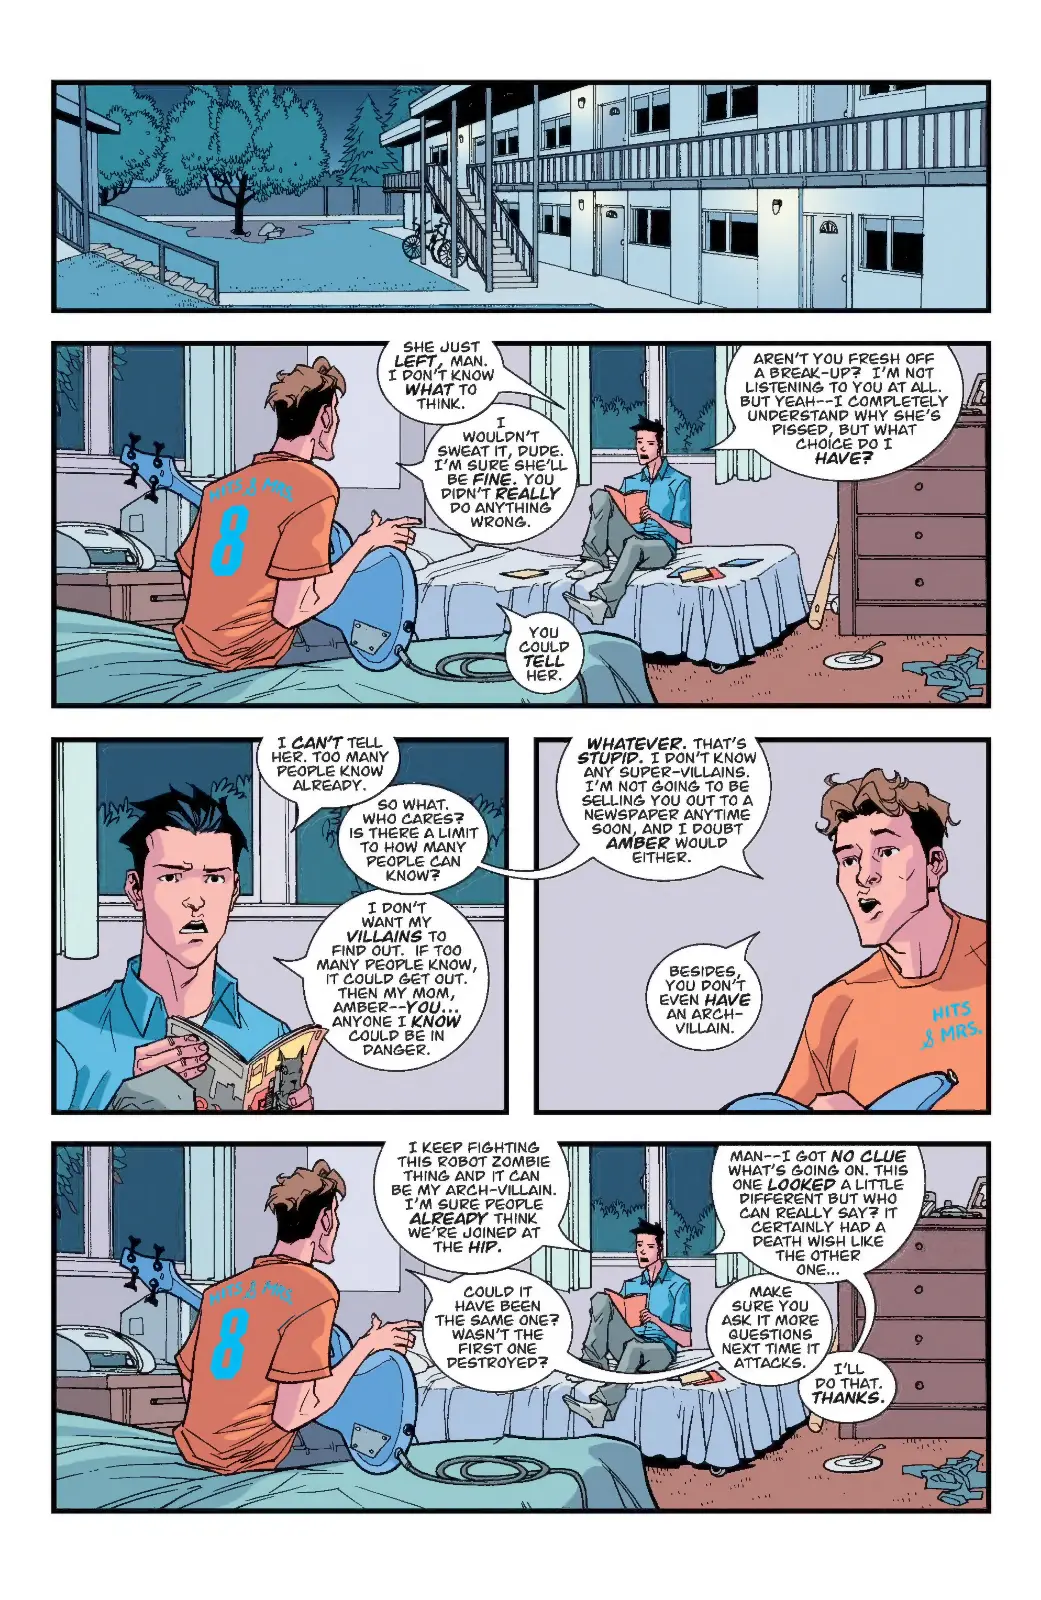 SHE JUST
LEFT, MAN.
I DON'T KNOW
WHAT TO
THINK.
I
WOULDN'T
SWEAT IT, DUDE.
I'M SURE SHE'LL
BE FINE. YOU
DIDN'T REALLY
DO ANYTHING
WRONG.
AREN'T YOU FRESH OFF
A BREAK-UP? I'M NOT
LISTENING TO YOU AT ALL.
BUT YEAH--I COMPLETELY
UNDERSTAND WHY SHE'S
PISSED, BUT WHAT
CHOICE DO I
HAVE?
YOU
COULD
TELL
HER.
HITS & MRS.
8
I CAN'T TELL
HER. TOO MANY
PEOPLE KNOW
ALREADY.
SO WHAT.
WHO CARES?
IS THERE A LIMIT
TO HOW MANY
PEOPLE CAN
KNOW?
I DON'T
WANT MY
VILLAINS TO
FIND OUT. IF TOO
MANY PEOPLE KNOW,
IT COULD GET OUT.
THEN MY MOM,
AMBER--YOU...
ANYONE I KNOW
COULD BE IN
DANGER.
WHATEVER. THAT'S
STUPID. I DON'T KNOW
ANY SUPER-VILLAINS.
I'M NOT GOING TO BE
SELLING YOU OUT TO A
NEWSPAPER ANYTIME
SOON, AND I DOUBT
AMBER WOULD
EITHER.
BESIDES,
YOU DON'T
EVEN HAVE
AN ARCH-
VILLAIN.
HITS
& MRS.
I KEEP FIGHTING
THIS ROBOT ZOMBIE
THING AND IT CAN
BE MY ARCH-VILLAIN.
I'M SURE PEOPLE
ALREADY THINK
WE'RE JOINED AT
THE HIP.
COULD IT
HAVE BEEN
THE SAME ONE?
WASN'T THE
FIRST ONE
DESTROYED?
MAN--I GOT NO CLUE
WHAT'S GOING ON. THIS
ONE LOOKED A LITTLE
DIFFERENT BUT WHO
CAN REALLY SAY? IT
CERTAINLY HAD A
DEATH WISH LIKE
THE OTHER
ONE...
MAKE
SURE YOU
ASK IT MORE
QUESTIONS
NEXT TIME IT
ATTACKS.
I'LL
DO THAT.
THANKS.
HITS & MRS.
8